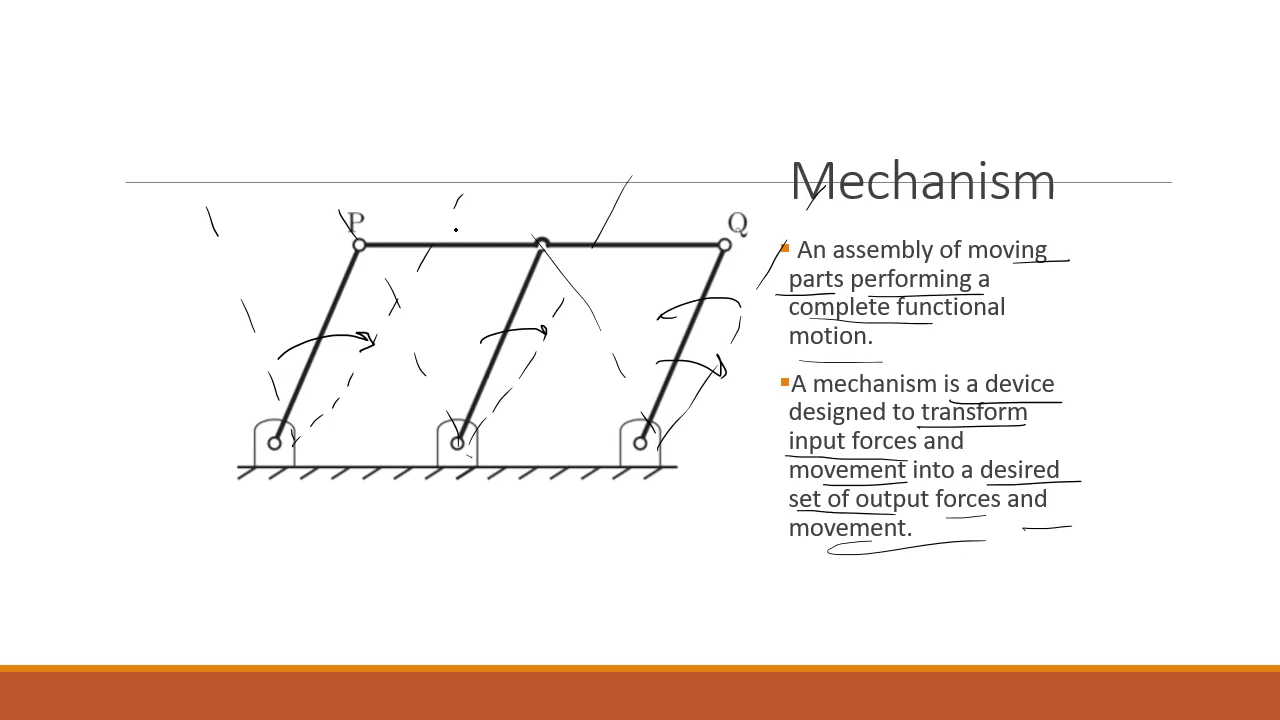 Mechanism
P
Q
▪ An assembly of moving
parts performing a
complete functional
motion.
▪A mechanism is a device
designed to transform
input forces and
movement into a desired
set of output forces and
movement.